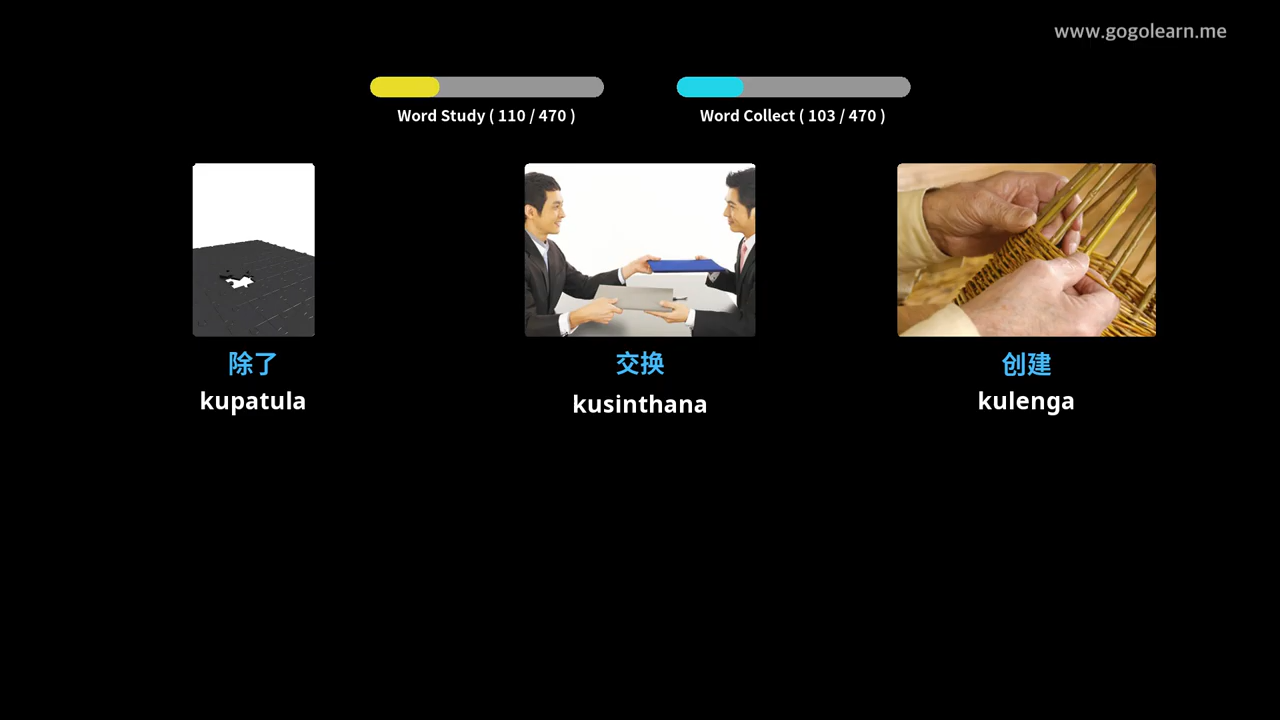 www.gogolearn.me
Word Study ( 110 / 470 )
Word Collect ( 103 / 470 )
除了
kupatula
交换
kusinthana
创建
kulenga